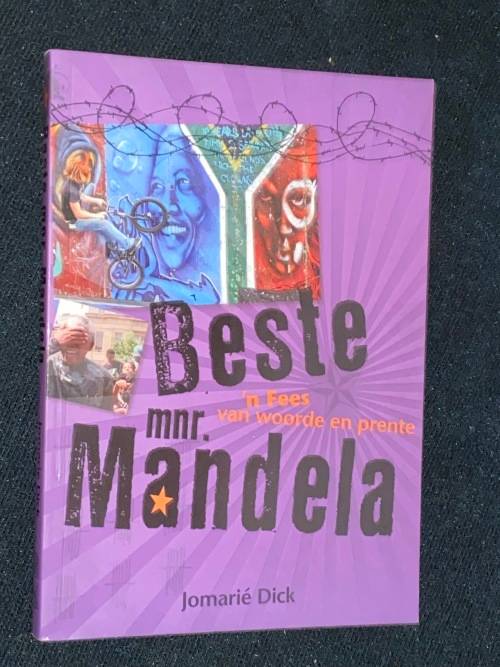 Beste
'n Fees
van woorde en prente
mnr.
Mandela
Jomarié Dick